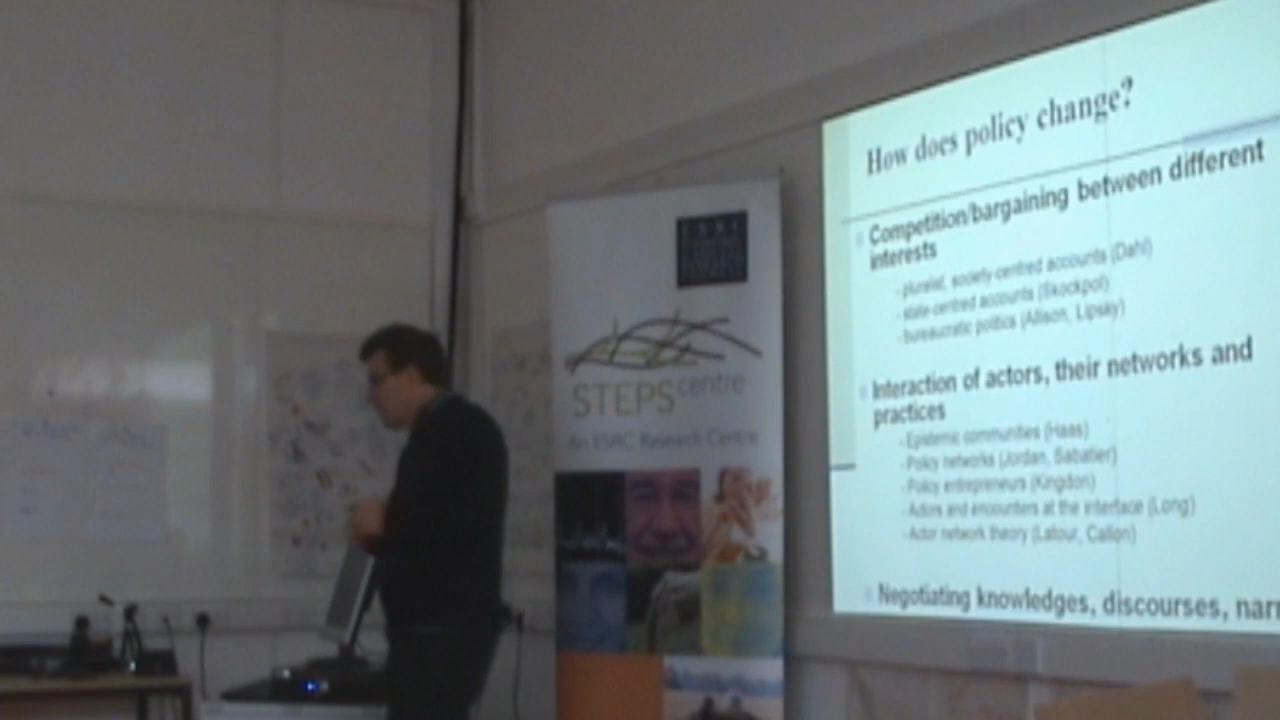 How does policy change?
Competition/bargaining between different
interests
- pluralist, society-centred accounts (Dahl)
- state-centred accounts (Skockpol)
- bureaucratic politics (Allison, Lipsky)
Interaction of actors, their networks and
practices
- Epistemic communities (Haas)
- Policy networks (Jordan, Sabatier)
- Policy entrepreneurs (Kingdon)
- Actors and encounters at the interface (Long)
- Actor network theory (Latour, Callon)
Negotiating knowledges, discourses, narr
ESRC
STEPS centre
An ESRC Research Centre